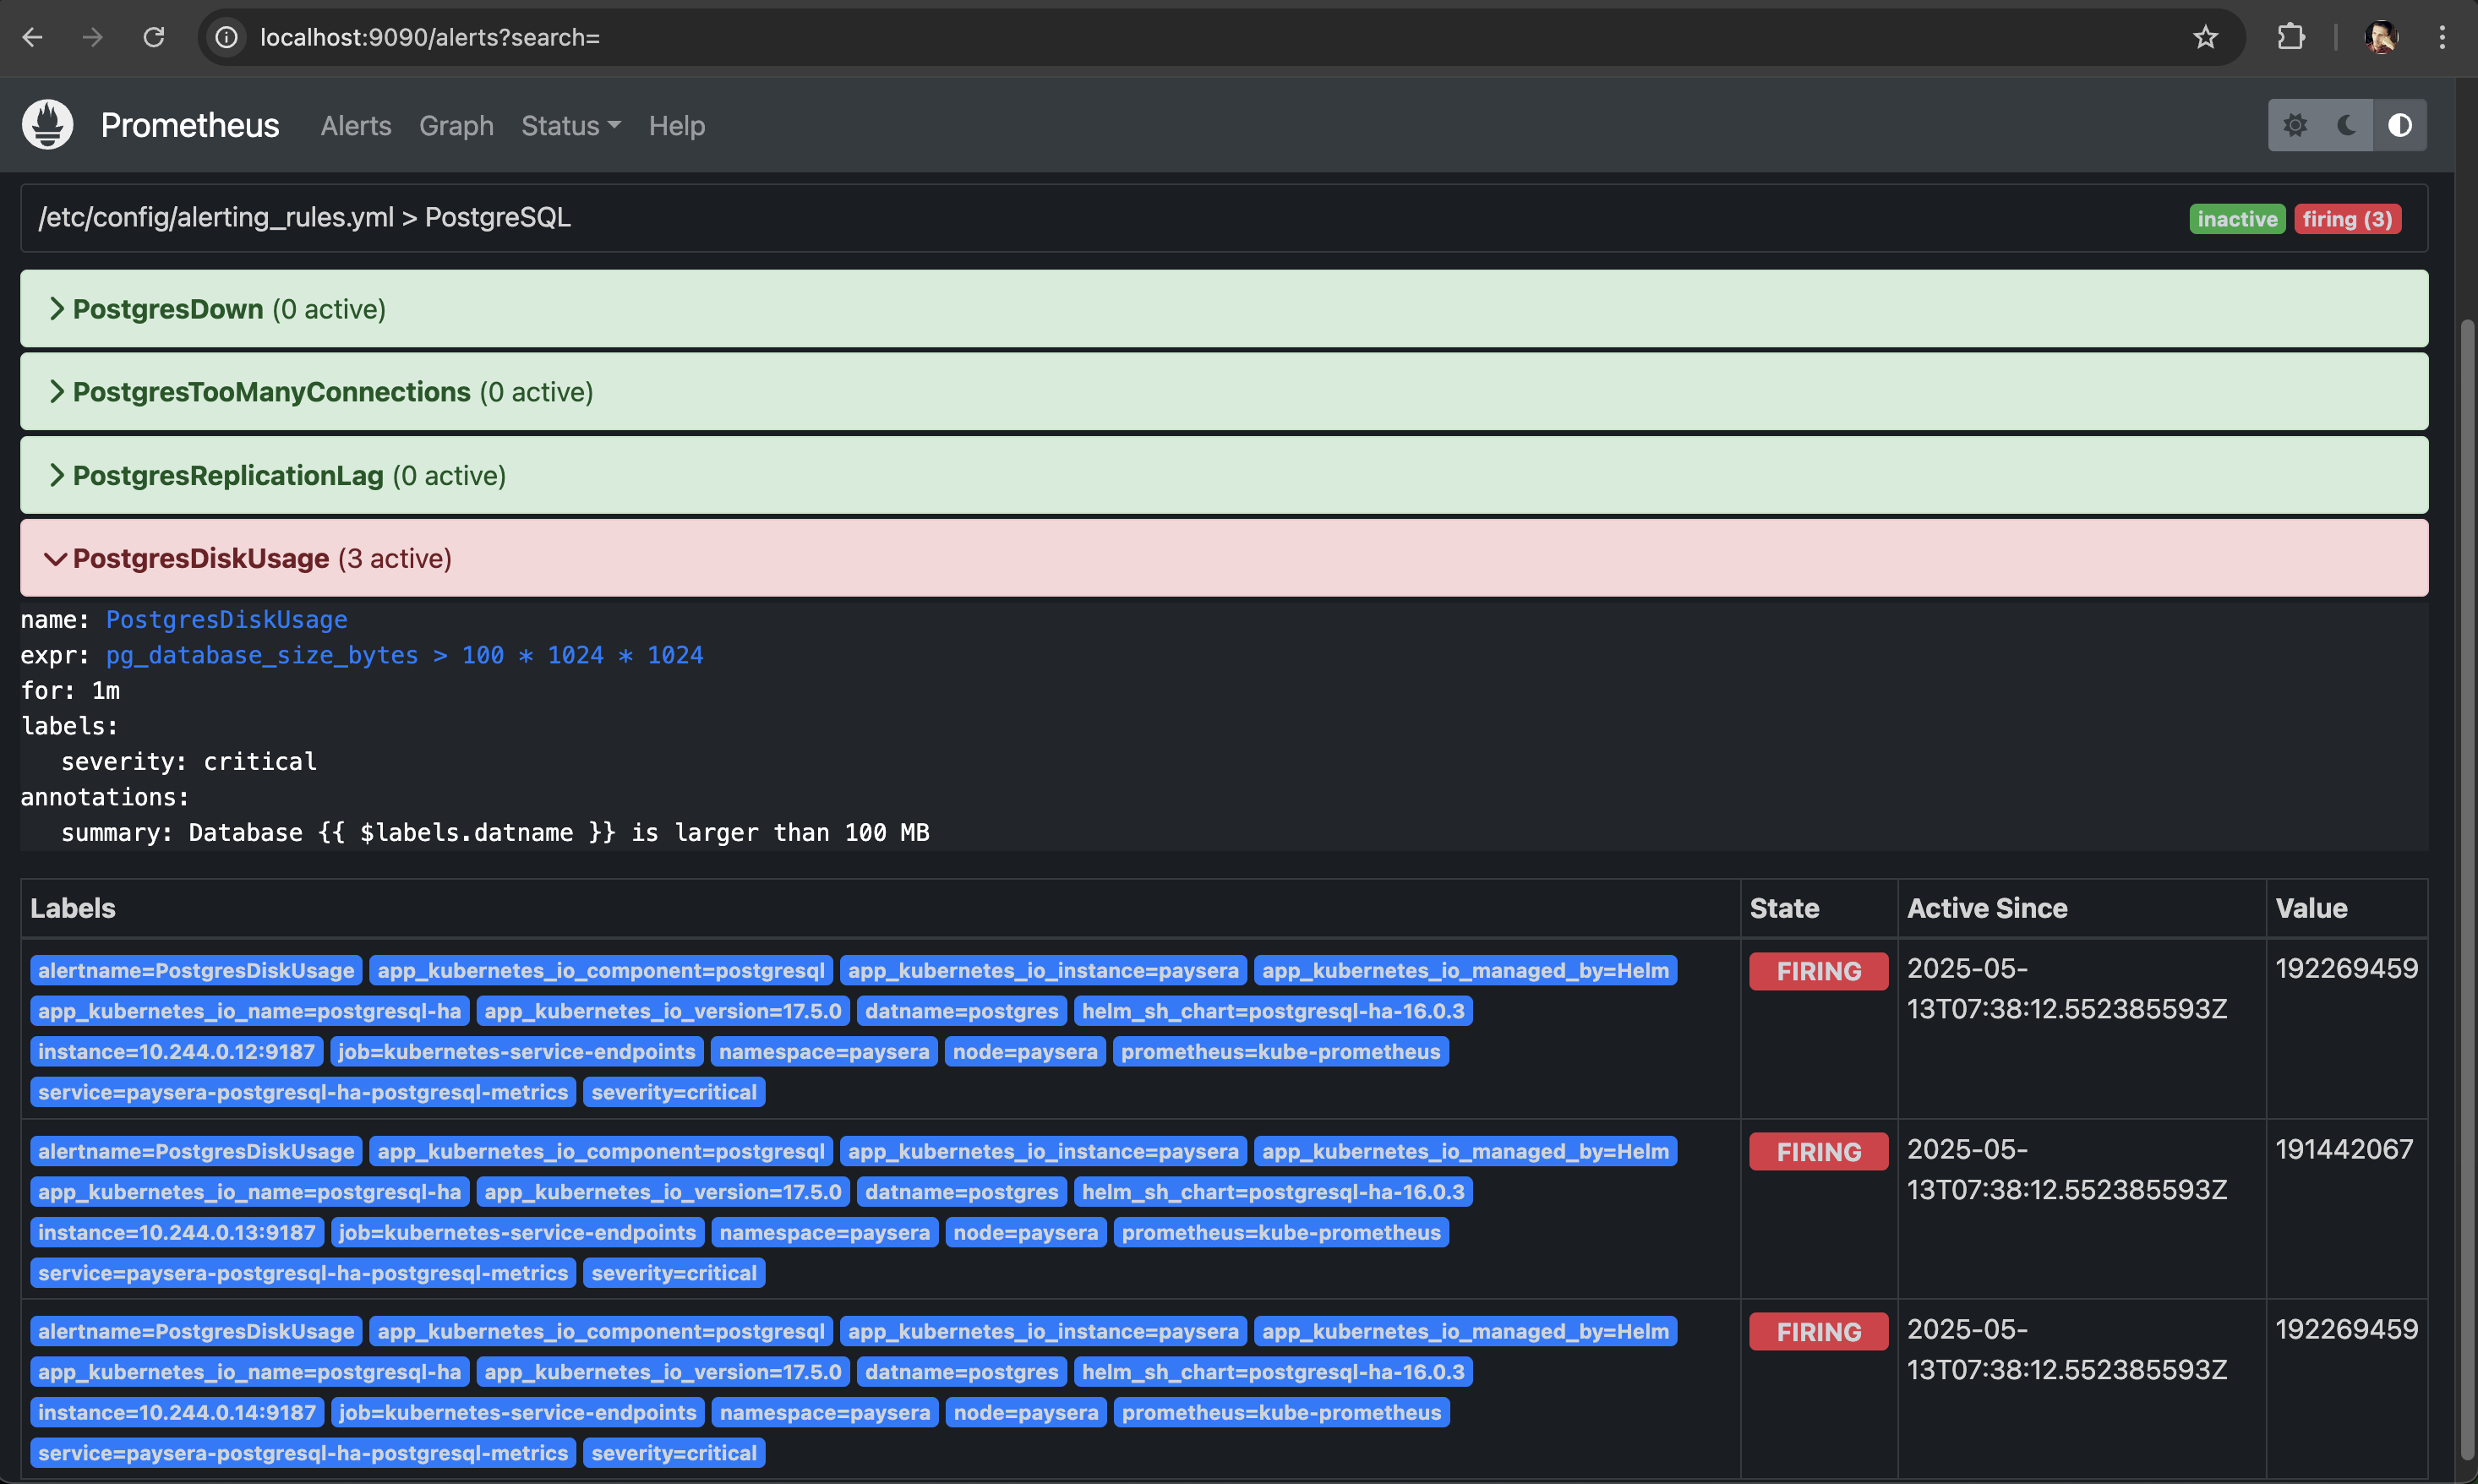 localhost:9090/alerts?search=
Prometheus Alerts Graph Status Help
/etc/config/alerting_rules.yml > PostgreSQL inactive firing (3)
PostgresDown (0 active)
PostgresTooManyConnections (0 active)
PostgresReplicationLag (0 active)
PostgresDiskUsage (3 active)
name: PostgresDiskUsage
expr: pg_database_size_bytes > 100 * 1024 * 1024
for: 1m
labels:
severity: critical
annotations:
summary: Database {{ $labels.datname }} is larger than 100 MB
Labels State Active Since Value
alertname=PostgresDiskUsage app_kubernetes_io_component=postgresql app_kubernetes_io_instance=paysera app_kubernetes_io_managed_by=Helm FIRING 2025-05- 192269459
app_kubernetes_io_name=postgresql-ha app_kubernetes_io_version=17.5.0 datname=postgres helm_sh_chart=postgresql-ha-16.0.3 13T07:38:12.552385593Z
instance=10.244.0.12:9187 job=kubernetes-service-endpoints namespace=paysera node=paysera prometheus=kube-prometheus
service=paysera-postgresql-ha-postgresql-metrics severity=critical
alertname=PostgresDiskUsage app_kubernetes_io_component=postgresql app_kubernetes_io_instance=paysera app_kubernetes_io_managed_by=Helm FIRING 2025-05- 191442067
app_kubernetes_io_name=postgresql-ha app_kubernetes_io_version=17.5.0 datname=postgres helm_sh_chart=postgresql-ha-16.0.3 13T07:38:12.552385593Z
instance=10.244.0.13:9187 job=kubernetes-service-endpoints namespace=paysera node=paysera prometheus=kube-prometheus
service=paysera-postgresql-ha-postgresql-metrics severity=critical
alertname=PostgresDiskUsage app_kubernetes_io_component=postgresql app_kubernetes_io_instance=paysera app_kubernetes_io_managed_by=Helm FIRING 2025-05- 192269459
app_kubernetes_io_name=postgresql-ha app_kubernetes_io_version=17.5.0 datname=postgres helm_sh_chart=postgresql-ha-16.0.3 13T07:38:12.552385593Z
instance=10.244.0.14:9187 job=kubernetes-service-endpoints namespace=paysera node=paysera prometheus=kube-prometheus
service=paysera-postgresql-ha-postgresql-metrics severity=critical